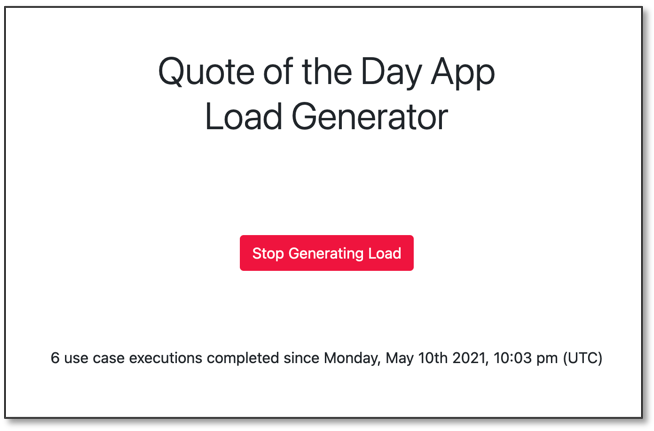 Quote of the Day App
Load Generator
Stop Generating Load
6 use case executions completed since Monday, May 10th 2021, 10:03 pm (UTC)